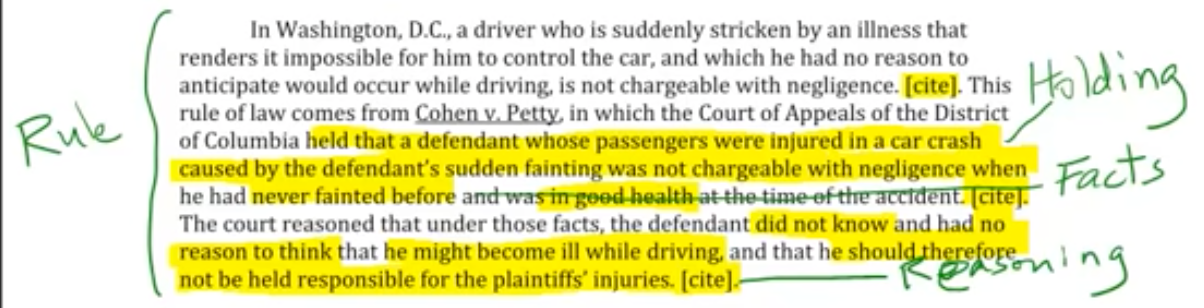 In Washington, D.C., a driver who is suddenly stricken by an illness that
renders it impossible for him to control the car, and which he had no reason to
anticipate would occur while driving, is not chargeable with negligence. [cite]. This
Holding
rule of law comes from Cohen v. Petty, in which the Court of Appeals of the District
Rule
of Columbia held that a defendant whose passengers were injured in a car crash
caused by the defendant's sudden fainting was not chargeable with negligence when
Facts
he had never fainted before and was in good health at the time of the accident. [cite].
The court reasoned that under those facts, the defendant did not know and had no
reason to think that he might become ill while driving, and that he should therefore
Reasoning
not be held responsible for the plaintiffs' injuries. [cite].